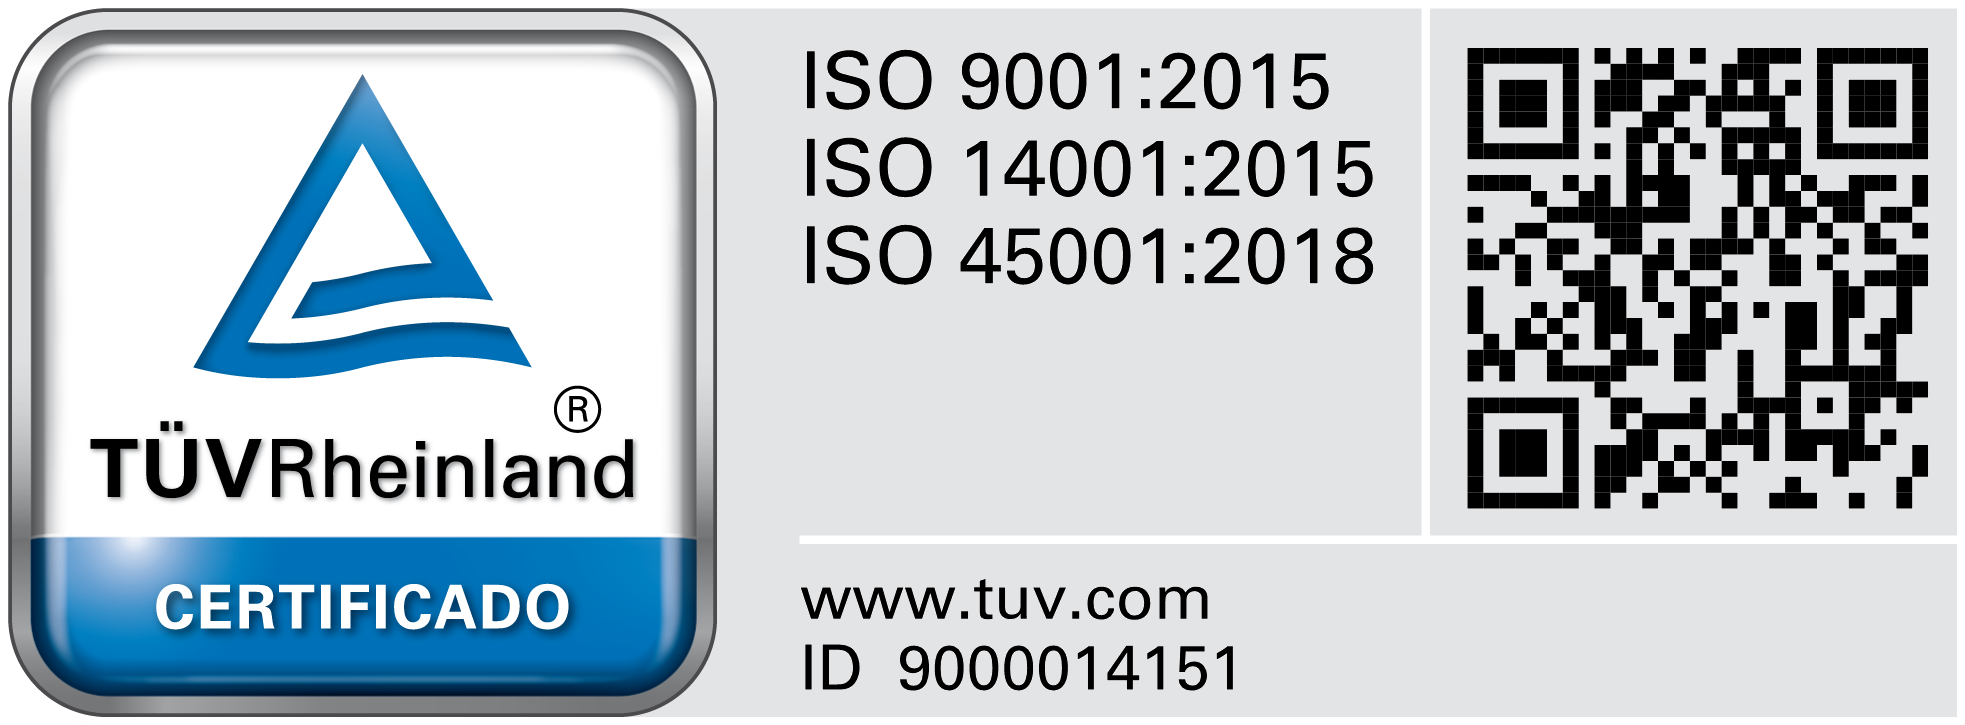 TÜVRheinland®
CERTIFICADO
ISO 9001:2015
ISO 14001:2015
ISO 45001:2018
www.tuv.com
ID 9000014151